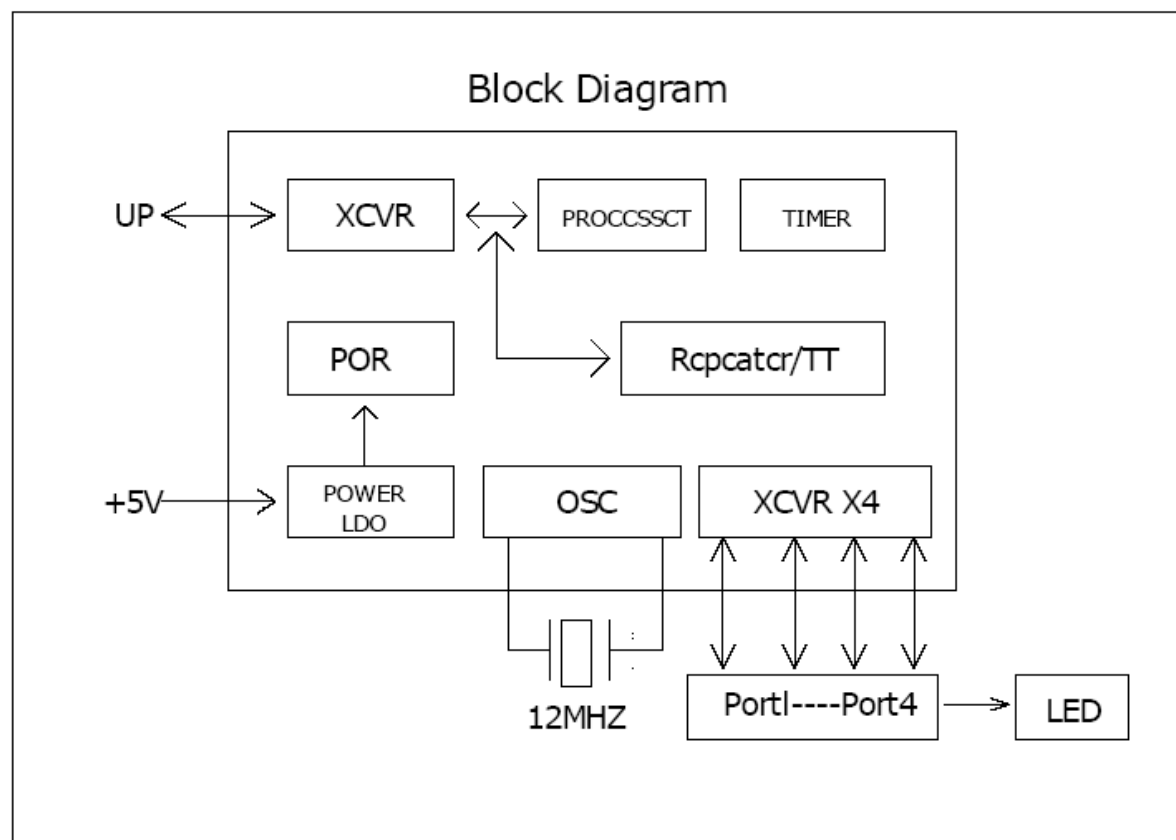 Block Diagram
UP
XCVR
PROCCSSCT
TIMER
POR
Rcpcatcr/TT
+5V
POWER
LDO
OSC
XCVR X4
12MHZ
Portl----Port4
LED